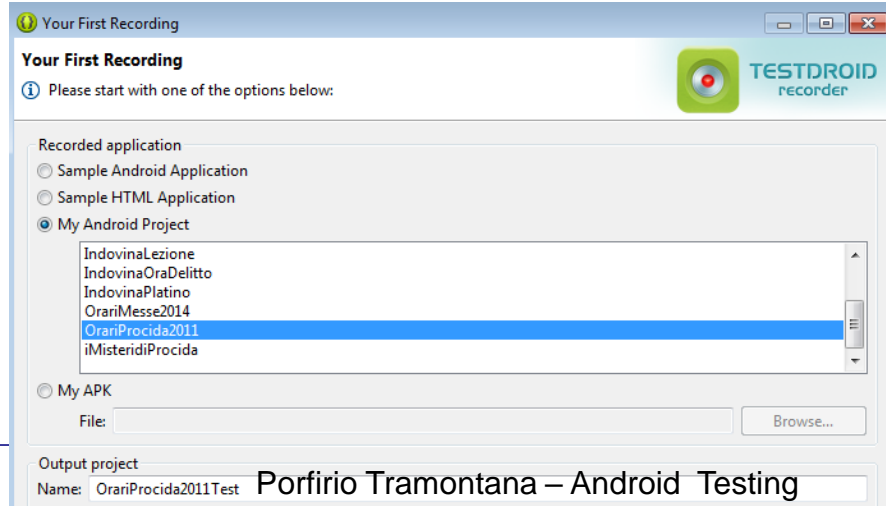 Your First Recording
Your First Recording
Please start with one of the options below:
TESTDROID
recorder
Recorded application
Sample Android Application
Sample HTML Application
My Android Project
IndovinaLezione
IndovinaOraDelitto
IndovinaPlatino
OrariMesse2014
OrariProcida2011
iMisteridiProcida
My APK
File:
Browse...
Output project
Name: OrariProcida2011Test
Porfirio Tramontana – Android Testing